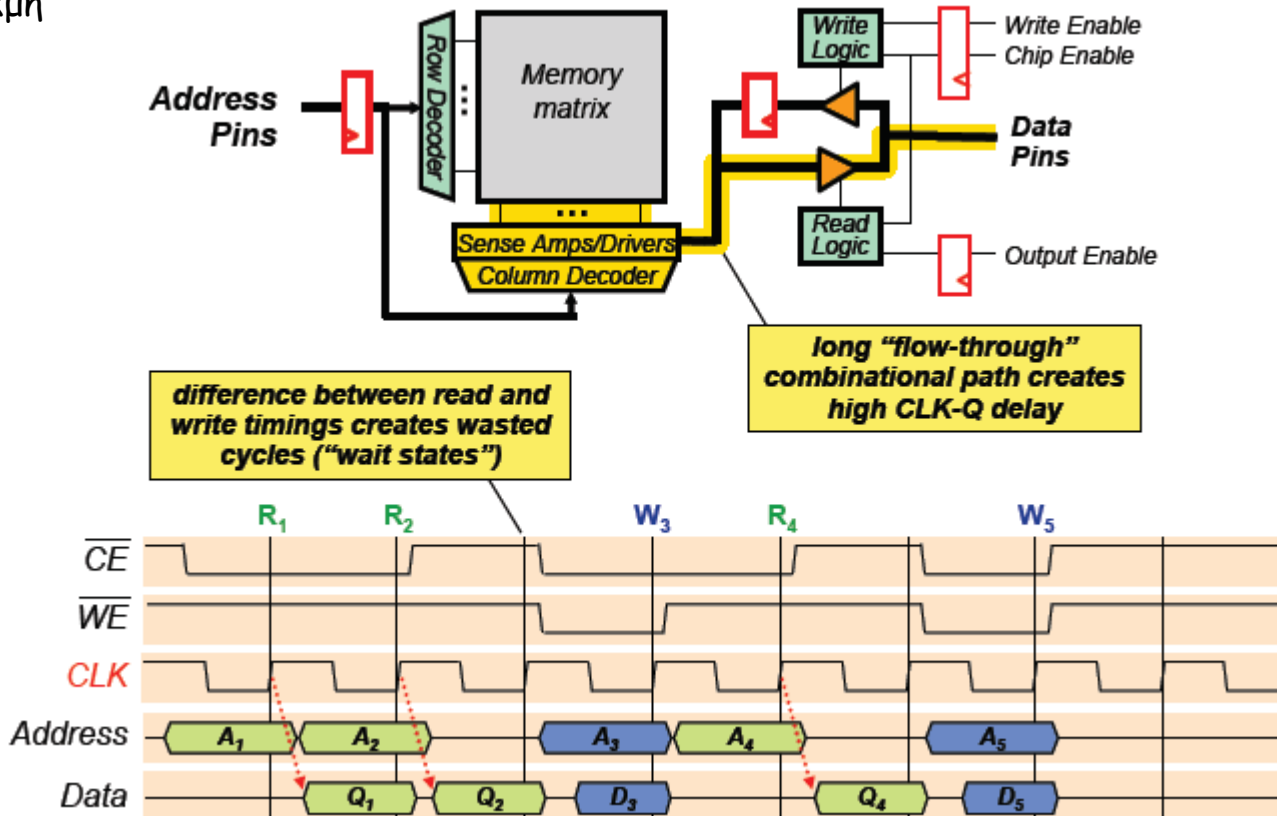 κμη
Address
Pins
Row Decoder
Memory
matrix
Sense Amps/Drivers
Column Decoder
Write
Logic
Read
Logic
Write Enable
Chip Enable
Data
Pins
Output Enable
long “flow-through”
combinational path creates
high CLK-Q delay
difference between read and
write timings creates wasted
cycles (“wait states”)
R1 R2 W3 R4 W5
CE
WE
CLK
Address A1 A2 A3 A4 A5
Data Q1 Q2 D3 Q4 D5